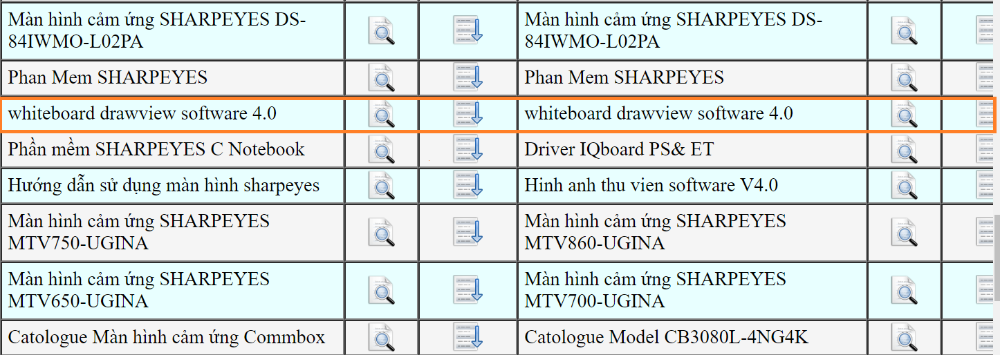 Màn hình cảm ứng SHARPEYES DS-
84IWMO-L02PA
Màn hình cảm ứng SHARPEYES DS-
84IWMO-L02PA
Phan Mem SHARPEYES
Phan Mem SHARPEYES
whiteboard drawview software 4.0
whiteboard drawview software 4.0
Phần mềm SHARPEYES C Notebook
Driver IQboard PS& ET
Hướng dẫn sử dụng màn hình sharpeyes
Hinh anh thu vien software V4.0
Màn hình cảm ứng SHARPEYES
MTV750-UGINA
Màn hình cảm ứng SHARPEYES
MTV860-UGINA
Màn hình cảm ứng SHARPEYES
MTV650-UGINA
Màn hình cảm ứng SHARPEYES
MTV700-UGINA
Catologue Màn hình cảm ứng Commbox
Catologue Model CB3080L-4NG4K